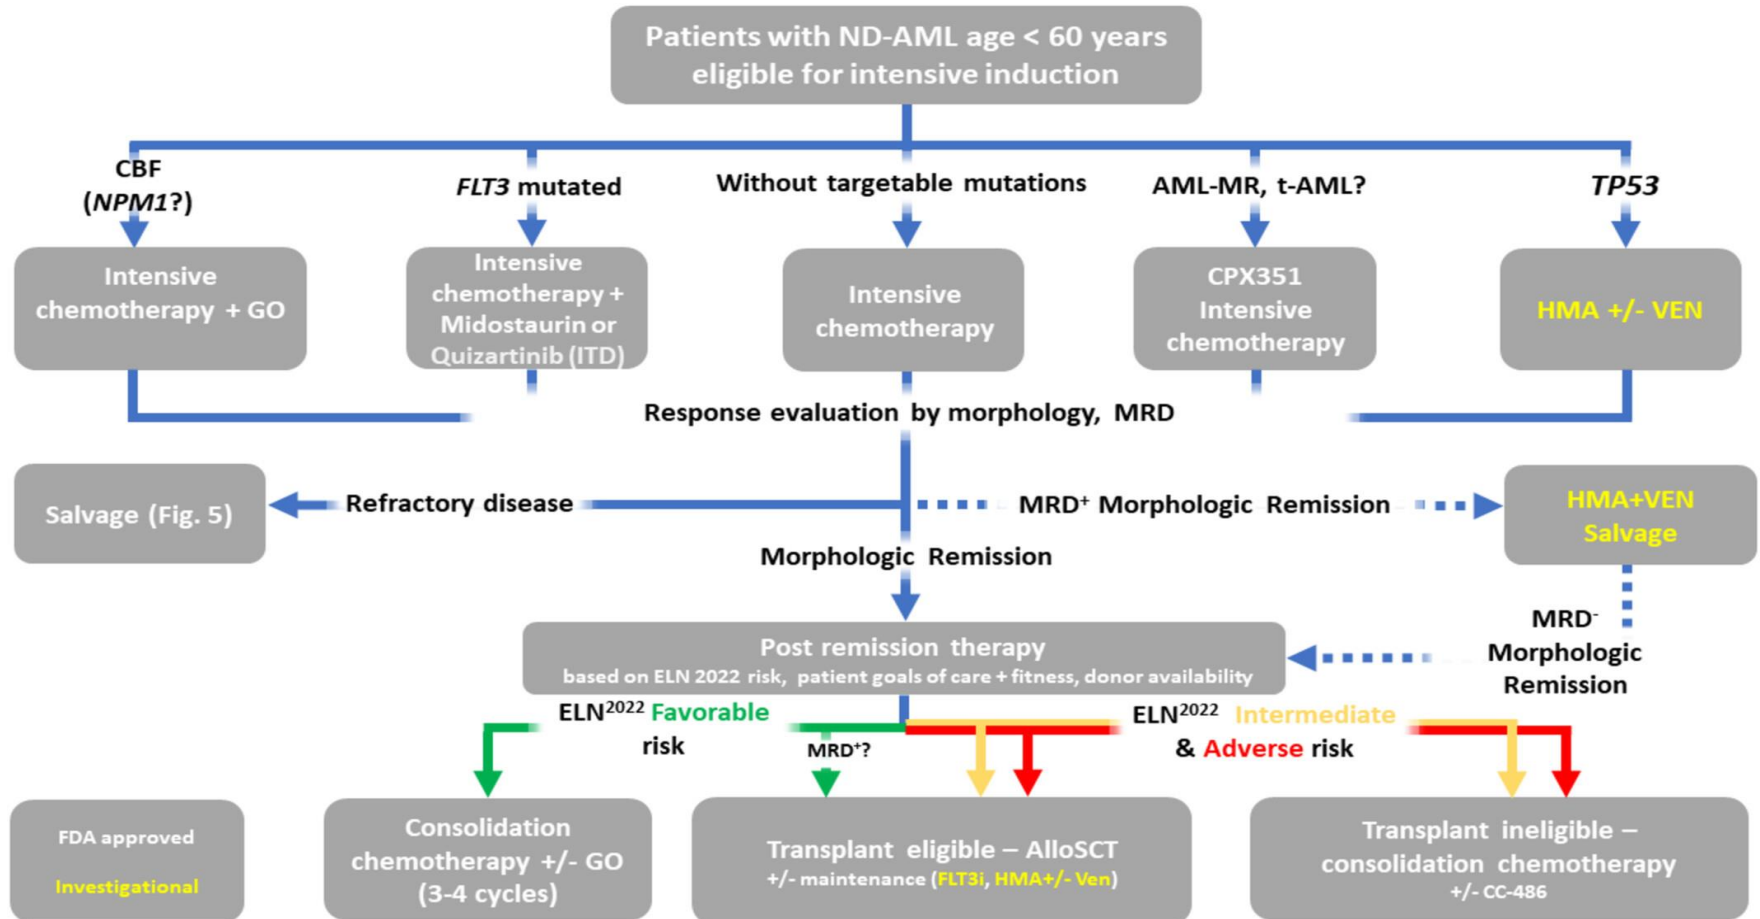 Patients with ND-AML age < 60 years
eligible for intensive induction
CBF
(NPM1?)
FLT3 mutated
Without targetable mutations
AML-MR, t-AML?
TP53
Intensive
chemotherapy + GO
Intensive
chemotherapy +
Midostaurin or
Quizartinib (ITD)
Intensive
chemotherapy
CPX351
Intensive
chemotherapy
HMA +/- VEN
Response evaluation by morphology, MRD
Salvage (Fig. 5)
Refractory disease
MRD⁺ Morphologic Remission
HMA+VEN
Salvage
Morphologic Remission
MRD⁻
Morphologic
Remission
Post remission therapy
based on ELN 2022 risk, patient goals of care + fitness, donor availability
ELN²⁰²² Favorable
risk
MRD⁺?
ELN²⁰²² Intermediate
& Adverse risk
FDA approved
Investigational
Consolidation
chemotherapy +/- GO
(3-4 cycles)
Transplant eligible – AlloSCT
+/- maintenance (FLT3i, HMA+/- Ven)
Transplant ineligible –
consolidation chemotherapy
+/- CC-486